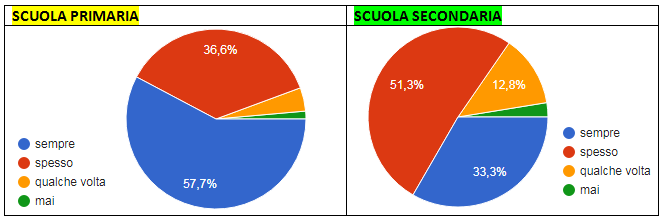 SCUOLA PRIMARIA
36,6%
57,7%
sempre
spesso
qualche volta
mai
SCUOLA SECONDARIA
51,3%
12,8%
33,3%
sempre
spesso
qualche volta
mai